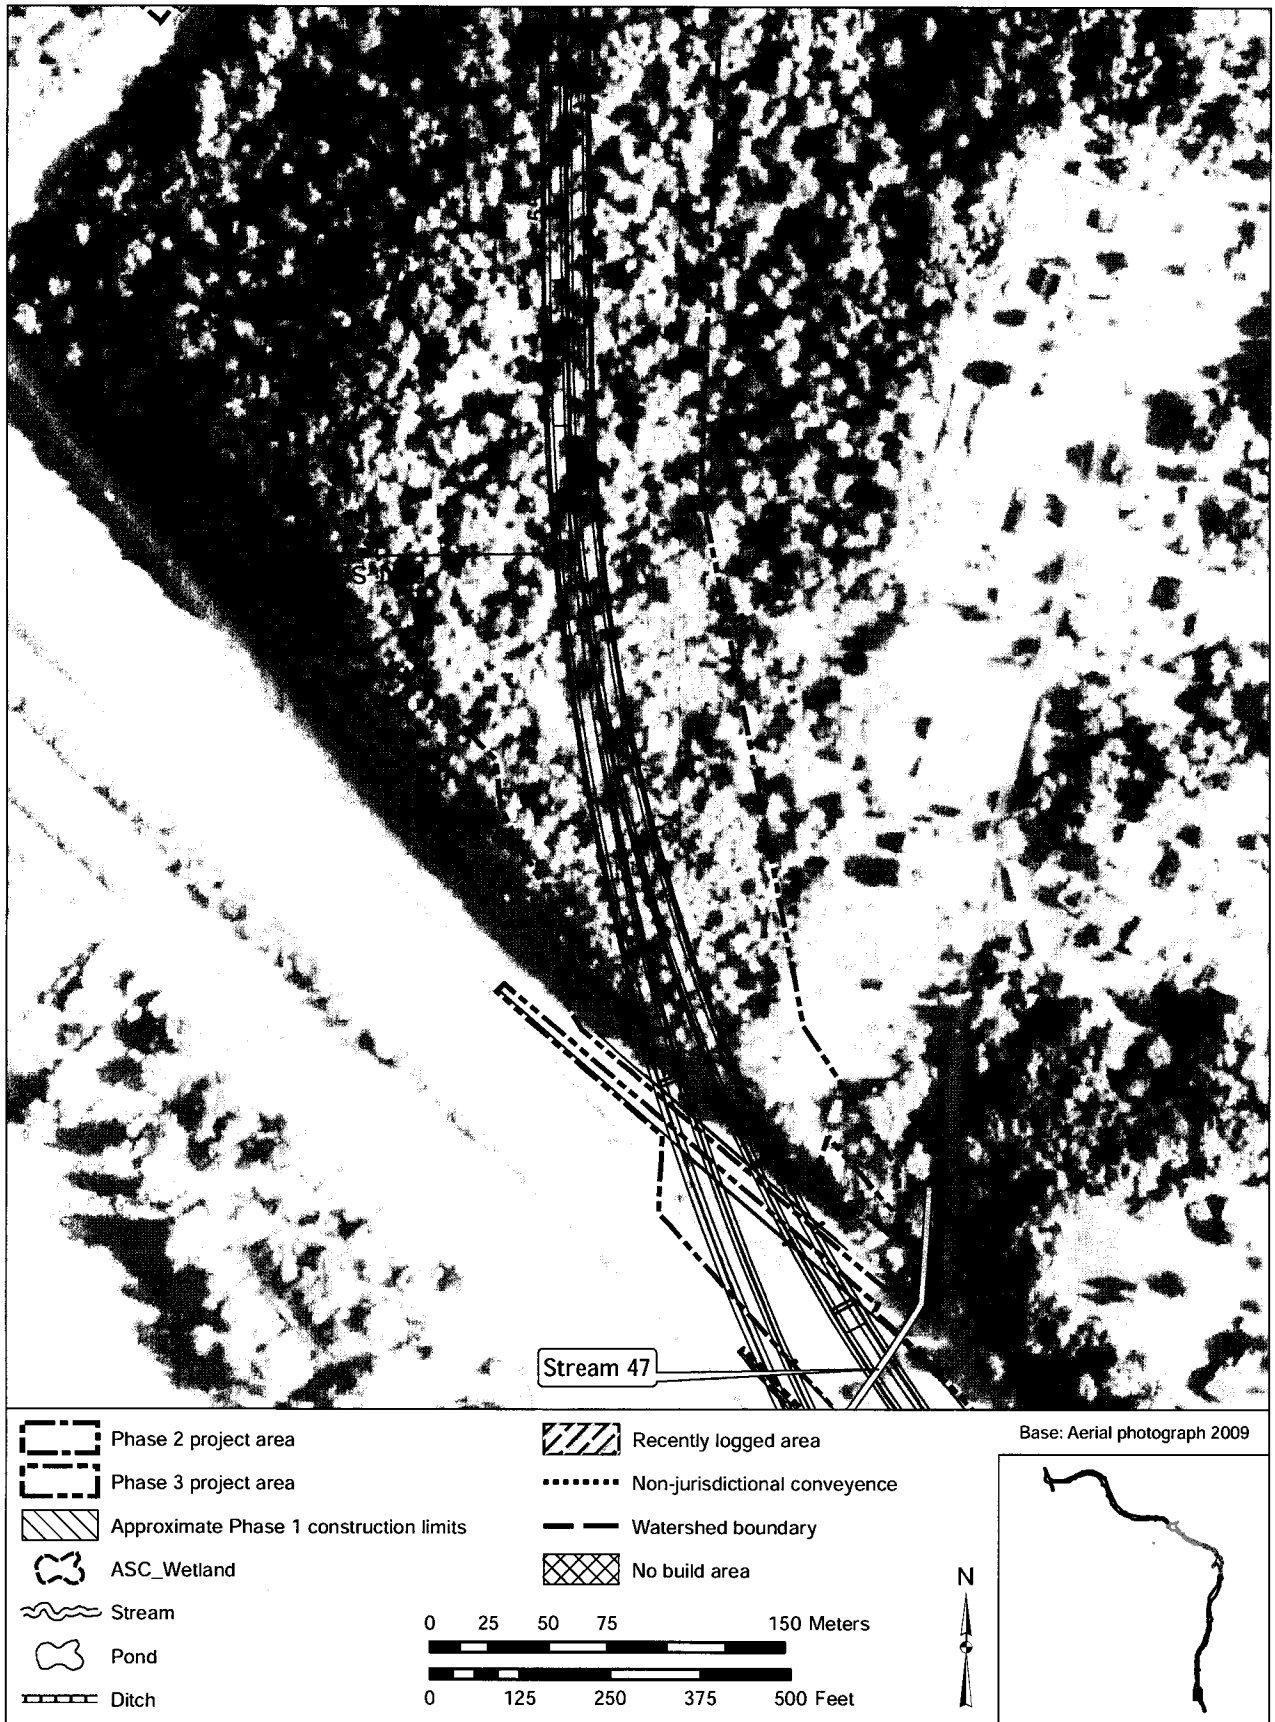 Stream 47
Phase 2 project area
Phase 3 project area
Approximate Phase 1 construction limits
ASC_Wetland
Stream
Pond
Ditch
Recently logged area
Non-jurisdictional conveyence
Watershed boundary
No build area
0 25 50 75 150 Meters
0 125 250 375 500 Feet
N
Base: Aerial photograph 2009